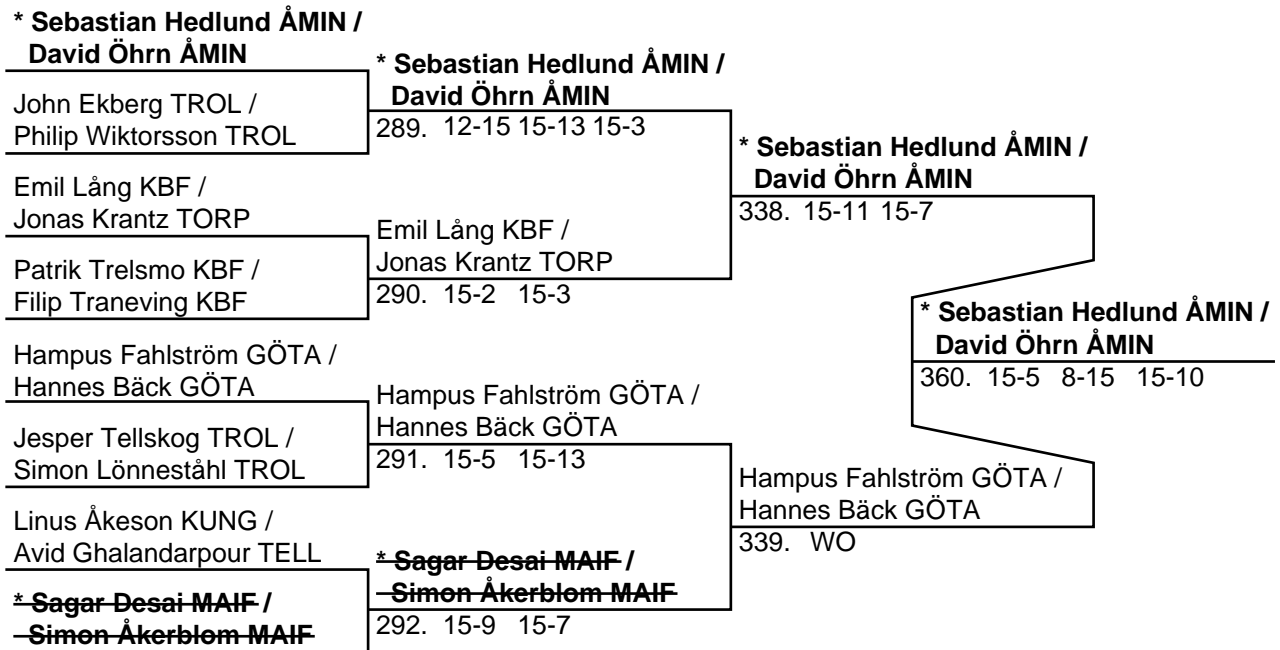 * Sebastian Hedlund ÅMIN /
David Öhrn ÅMIN
John Ekberg TROL /
Philip Wiktorsson TROL
Emil Lång KBF /
Jonas Krantz TORP
Patrik Trelsmo KBF /
Filip Traneving KBF
Hampus Fahlström GÖTA /
Hannes Bäck GÖTA
Jesper Tellskog TROL /
Simon Lönneståhl TROL
Linus Åkeson KUNG /
Avid Ghalandarpour TELL
* Sagar Desai MAIF /
Simon Åkerblom MAIF
* Sebastian Hedlund ÅMIN /
David Öhrn ÅMIN
289. 12-15 15-13 15-3
Emil Lång KBF /
Jonas Krantz TORP
290. 15-2 15-3
Hampus Fahlström GÖTA /
Hannes Bäck GÖTA
291. 15-5 15-13
* Sagar Desai MAIF /
Simon Åkerblom MAIF
292. 15-9 15-7
* Sebastian Hedlund ÅMIN /
David Öhrn ÅMIN
338. 15-11 15-7
Hampus Fahlström GÖTA /
Hannes Bäck GÖTA
339. WO
* Sebastian Hedlund ÅMIN /
David Öhrn ÅMIN
360. 15-5 8-15 15-10